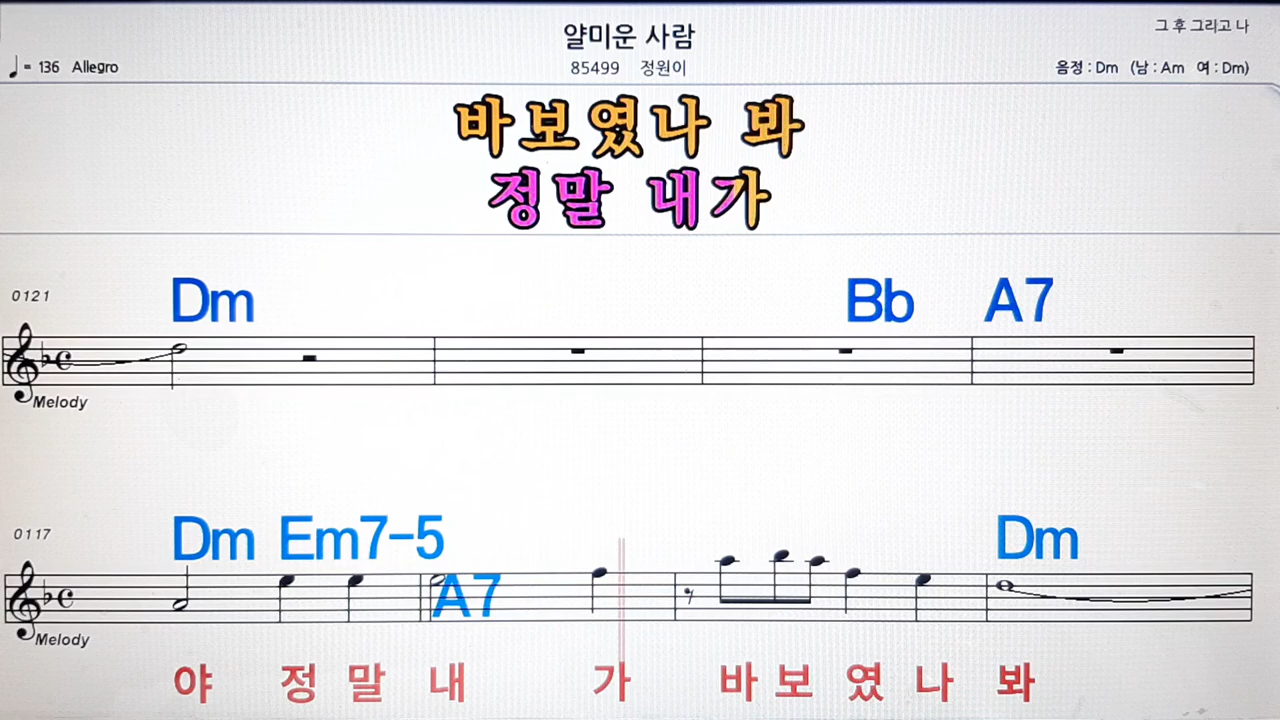 얄미운 사람
그 후 그리고 나
♩= 136 Allegro
85499 정원이
음정 : Dm (남 : Am 여 : Dm)
바보였나 봐
정말 내가
0121
Dm Bb A7
Melody
0117
Dm Em7-5 A7 Dm
Melody
야 정 말 내 가 바 보 였 나 봐